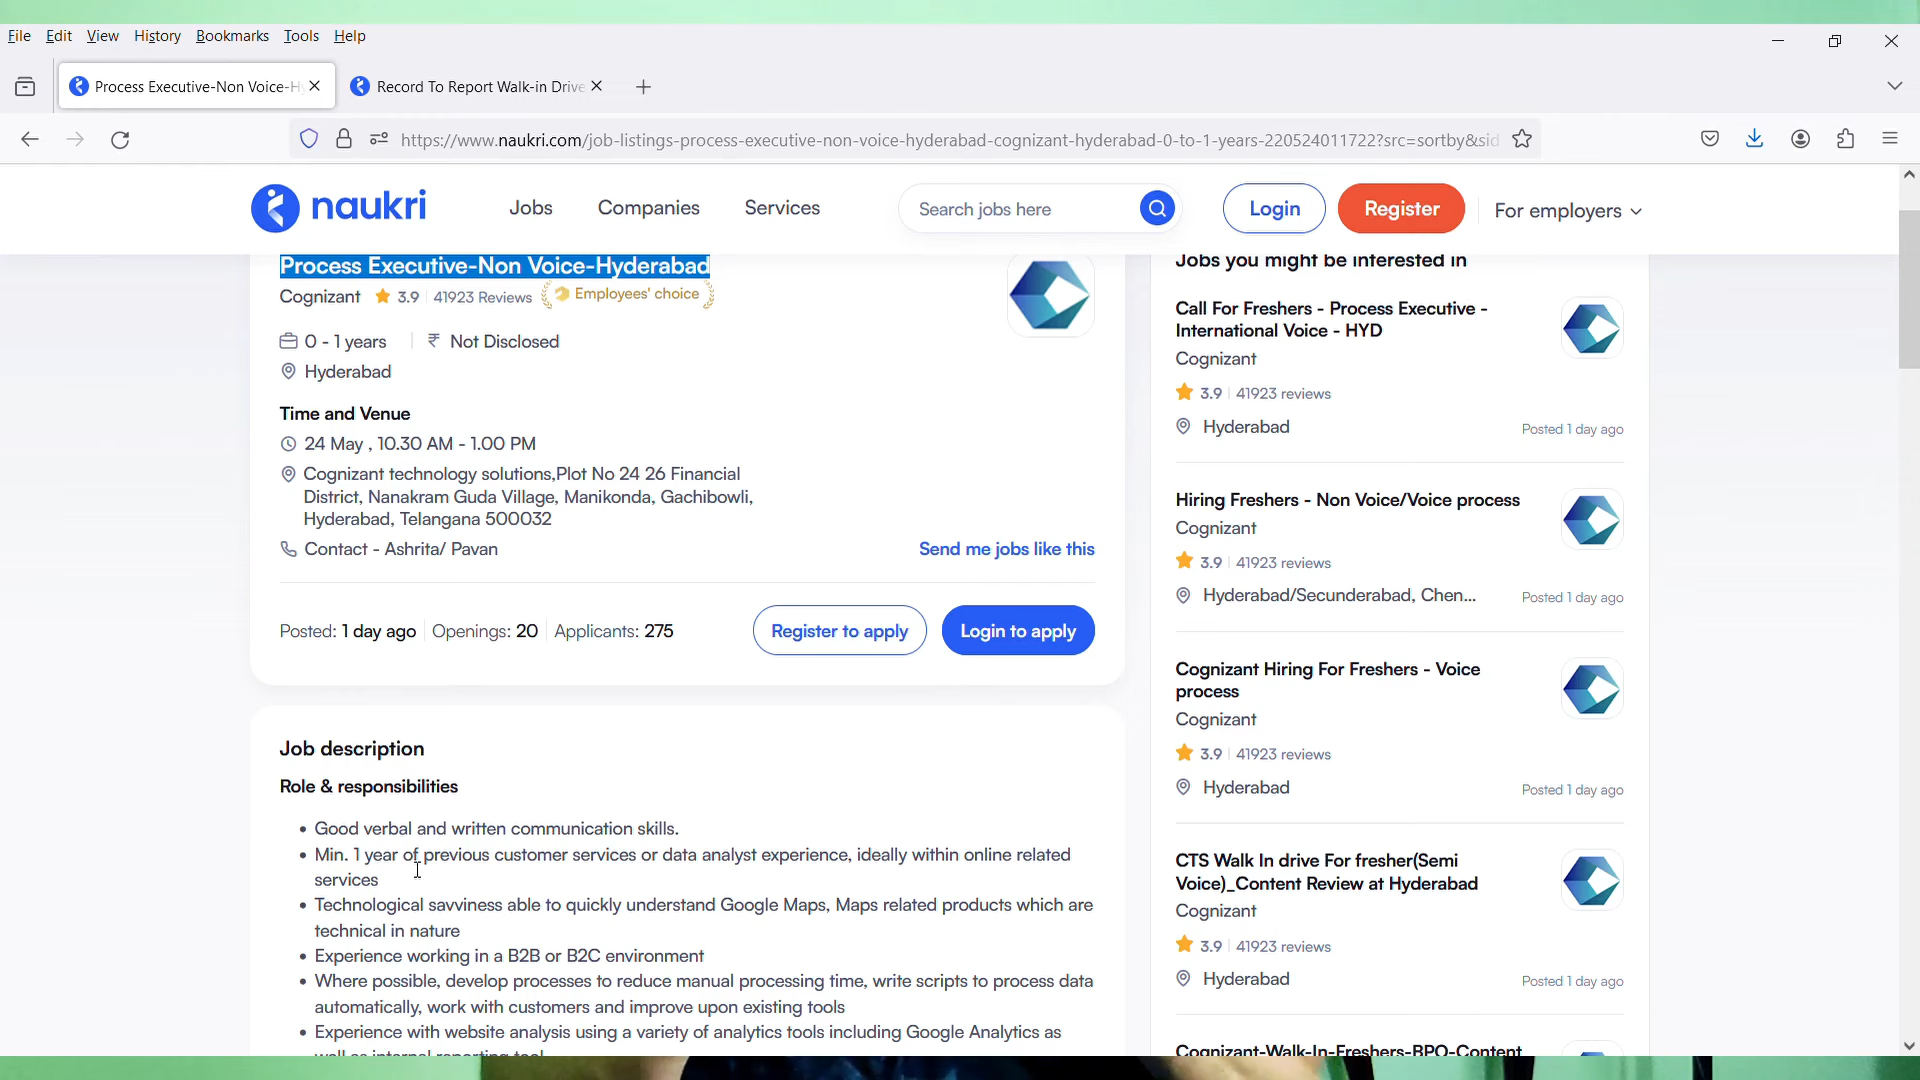 File Edit View History Bookmarks Tools Help
Process Executive-Non Voice-H
Record To Report Walk-in Drive
https://www.naukri.com/job-listings-process-executive-non-voice-hyderabad-cognizant-hyderabad-0-to-1-years-220524011722?src=sortby&sid
naukri
Jobs
Companies
Services
Search jobs here
Login
Register
For employers
Process Executive-Non Voice-Hyderabad
Cognizant 3.9 41923 Reviews Employees' choice
0 - 1 years ₹ Not Disclosed
Hyderabad
Time and Venue
24 May , 10.30 AM - 1.00 PM
Cognizant technology solutions,Plot No 24 26 Financial
District, Nanakram Guda Village, Manikonda, Gachibowli,
Hyderabad, Telangana 500032
Contact - Ashrita/ Pavan
Send me jobs like this
Posted: 1 day ago Openings: 20 Applicants: 275
Register to apply
Login to apply
Job description
Role & responsibilities
• Good verbal and written communication skills.
• Min. 1 year of previous customer services or data analyst experience, ideally within online related
services
• Technological savviness able to quickly understand Google Maps, Maps related products which are
technical in nature
• Experience working in a B2B or B2C environment
• Where possible, develop processes to reduce manual processing time, write scripts to process data
automatically, work with customers and improve upon existing tools
• Experience with website analysis using a variety of analytics tools including Google Analytics as
well as internal reporting tool
Jobs you might be interested in
Call For Freshers - Process Executive -
International Voice - HYD
Cognizant
3.9 41923 reviews
Hyderabad
Posted 1 day ago
Hiring Freshers - Non Voice/Voice process
Cognizant
3.9 41923 reviews
Hyderabad/Secunderabad, Chen...
Posted 1 day ago
Cognizant Hiring For Freshers - Voice
process
Cognizant
3.9 41923 reviews
Hyderabad
Posted 1 day ago
CTS Walk In drive For fresher(Semi
Voice)_Content Review at Hyderabad
Cognizant
3.9 41923 reviews
Hyderabad
Posted 1 day ago
Cognizant-Walk-In-Freshers-BPO-Content